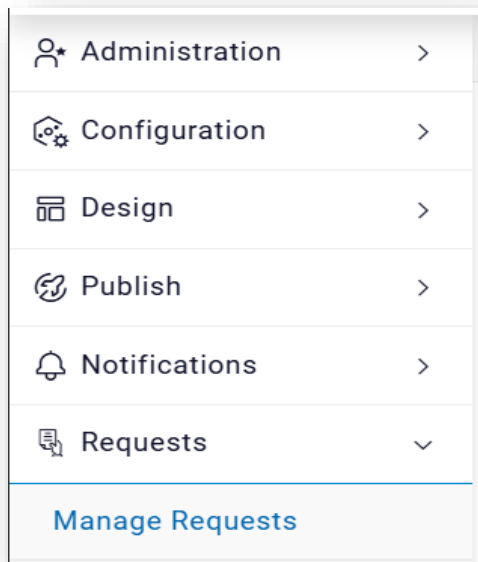 Administration
Configuration
Design
Publish
Notifications
Requests
Manage Requests